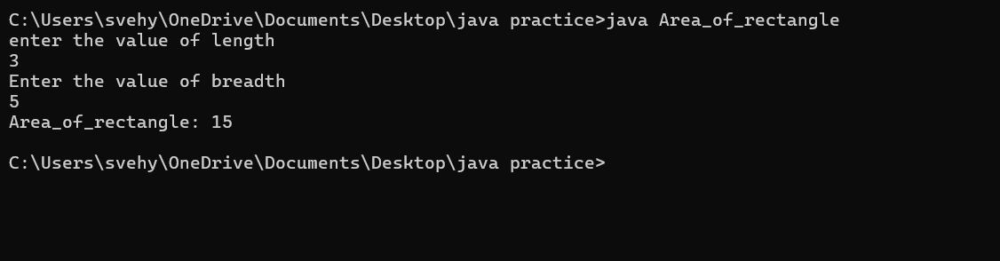 C:\Users\svehy\OneDrive\Documents\Desktop\java practice>java Area_of_rectangle
enter the value of length
3
Enter the value of breadth
5
Area_of_rectangle: 15
C:\Users\svehy\OneDrive\Documents\Desktop\java practice>